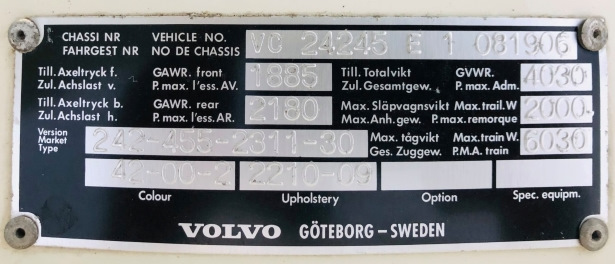 CHASSI NR VEHICLE NO. VC 24245 E 1 081906
FAHRGEST NR NO DE CHASSIS
Till. Axeltryck f. GAWR. front 1885 Till. Totalvikt GVWR. 4030
Zul. Achslast v. P. max. l'ess. AV. Zul. Gesamtgew. P. max. Adm.
Till. Axeltryck b. GAWR. rear 2180 Max. Släpvagnsvikt Max. trail. W 2000
Zul. Achslast h. P. max. l'ess. AR. Max. Anh. gew. P. max. remorque
Version Market Type 242-455-2311-30 Max. tågvikt Max. train W 6030
Ges. Zuggew. P.M.A. train
42-00-2 2210-09
Colour Upholstery Option Spec. equipm.
VOLVO GÖTEBORG – SWEDEN